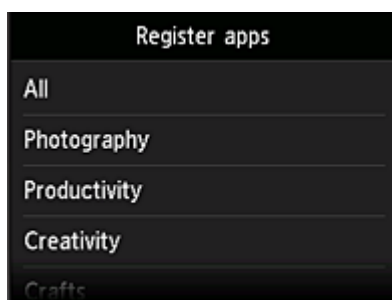 Register apps
All
Photography
Productivity
Creativity
Crafts